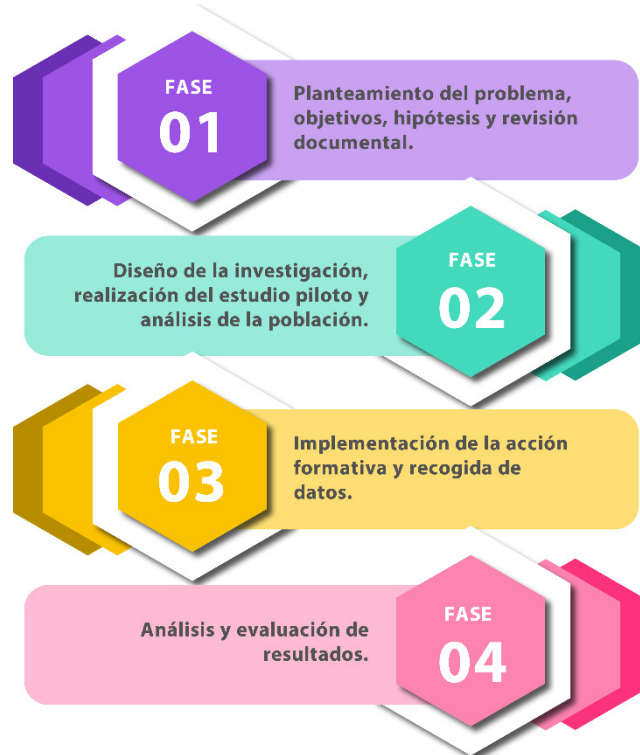 FASE
01
Planteamiento del problema,
objetivos, hipótesis y revisión
documental.
Diseño de la investigación,
realización del estudio piloto y
análisis de la población.
FASE
02
FASE
03
Implementación de la acción
formativa y recogida de
datos.
Análisis y evaluación de
resultados.
FASE
04